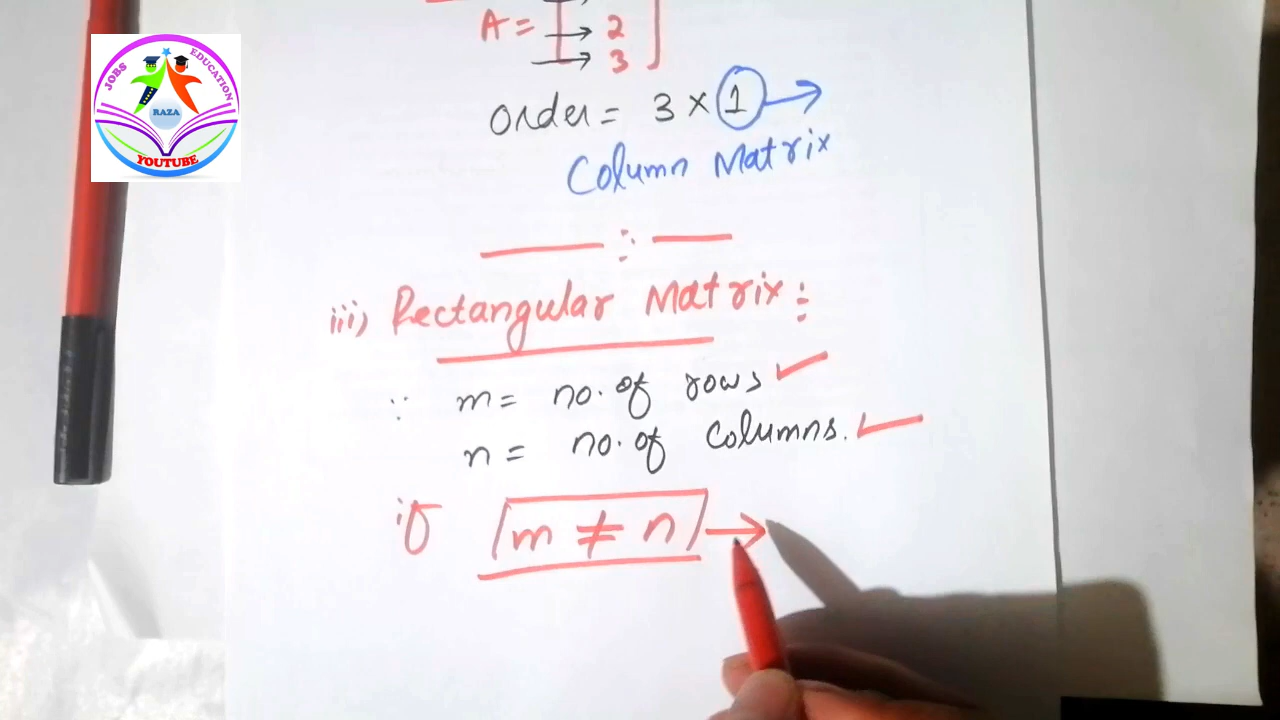 A = [ → 2
→ 3 ]
JOBS EDUCATION
RAZA
YOUTUBE
order = 3 × 1 →
Column Matrix
iii) Rectangular Matrix:
∵ m = no. of rows ✓
n = no. of columns. ✓
if m ≠ n →